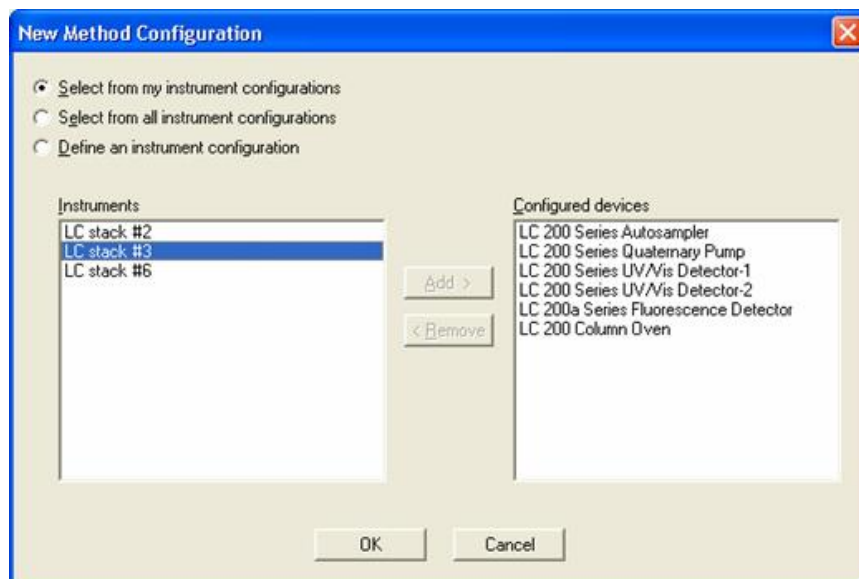 New Method Configuration
Select from my instrument configurations
Select from all instrument configurations
Define an instrument configuration
Instruments
LC stack #2
LC stack #3
LC stack #6
Add >
< Remove
Configured devices
LC 200 Series Autosampler
LC 200 Series Quaternary Pump
LC 200 Series UV/Vis Detector-1
LC 200 Series UV/Vis Detector-2
LC 200a Series Fluorescence Detector
LC 200 Column Oven
OK
Cancel